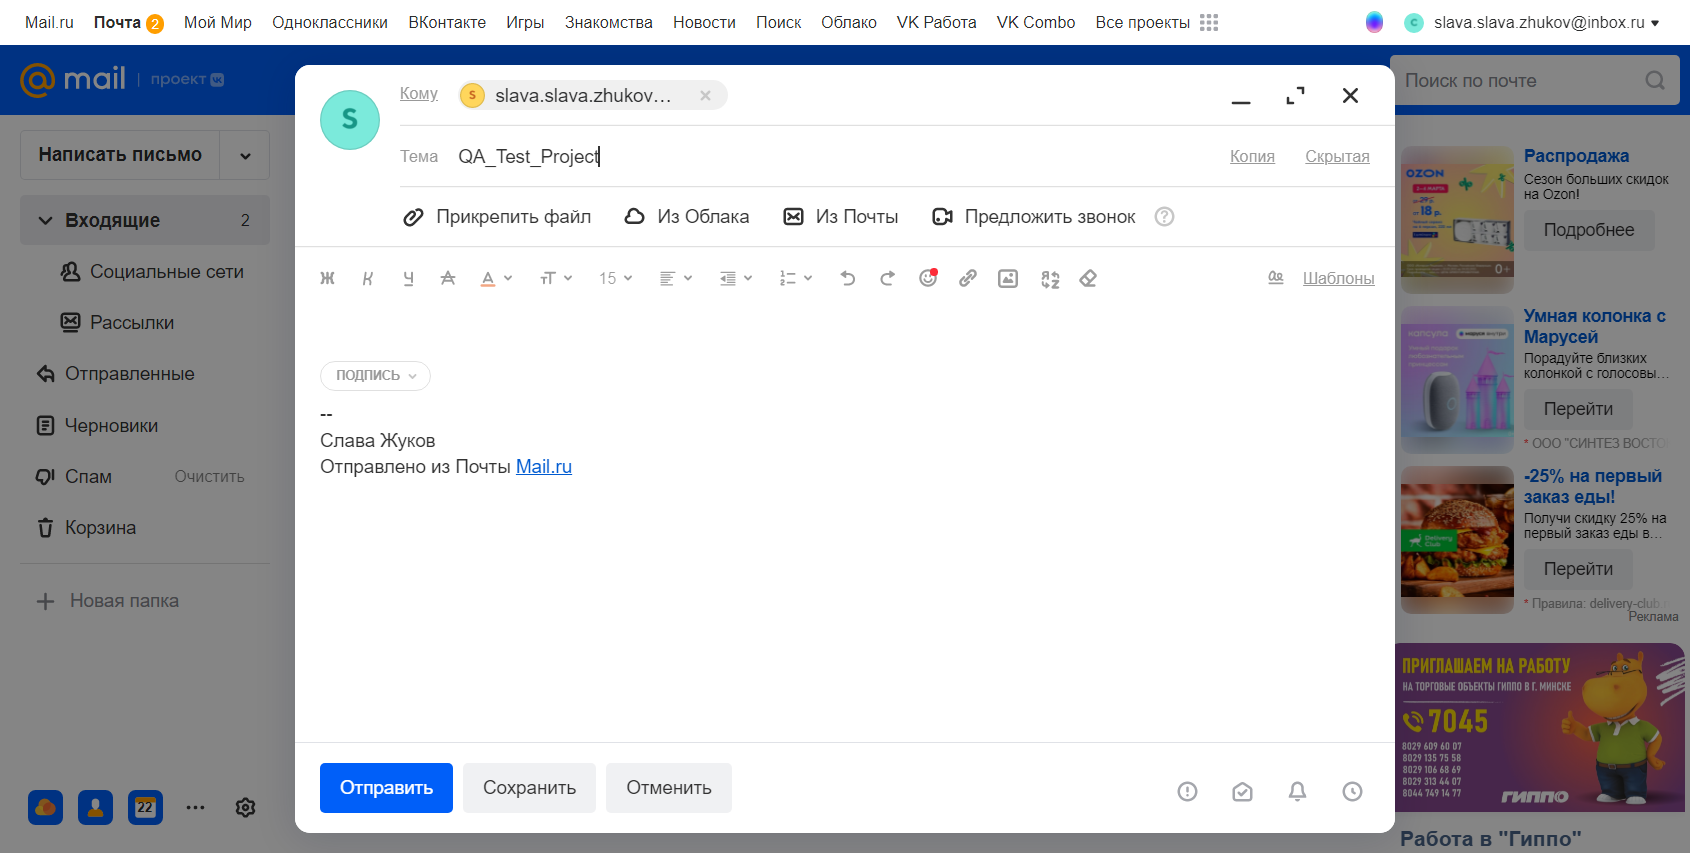 Mail.ru Почта 2 Мой Мир Одноклассники ВКонтакте Игры Знакомства Новости Поиск Облако VK Работа VK Combo Все проекты
C slava.slava.zhukov@inbox.ru
@mail | проект
Поиск по почте
Написать письмо
Входящие 2
Социальные сети
Рассылки
Отправленные
Черновики
Спам Очистить
Корзина
Новая папка
22
S
Кому S slava.slava.zhukov...
Тема QA_Test_Project
Копия Скрытая
Прикрепить файл Из Облака Из Почты Предложить звонок ?
Ж К Ч А А тТ 15
Шаблоны
ПОДПИСЬ
--
Слава Жуков
Отправлено из Почты Mail.ru
Отправить Сохранить Отменить
OZON
0+
Распродажа
Сезон больших скидок
на Ozon!
Подробнее
капсула
Умная колонка с
Марусей
Порадуйте близких
колонкой с голосовы...
Перейти
* ООО "СИНТЕЗ ВОСТО
Delivery
Club
-25% на первый
заказ еды!
Получи скидку 25% на
первый заказ еды в...
Перейти
* Правила: delivery-club
Реклама
ПРИГЛАШАЕМ НА РАБОТУ
НА ТОРГОВЫЕ ОБЪЕКТЫ ГИППО В Г. МИНСКЕ
7045
8029 609 60 07
8029 135 75 58
8029 106 68 69
8029 313 44 07
8044 749 14 77
ГИППО
Работа в "Гиппо"